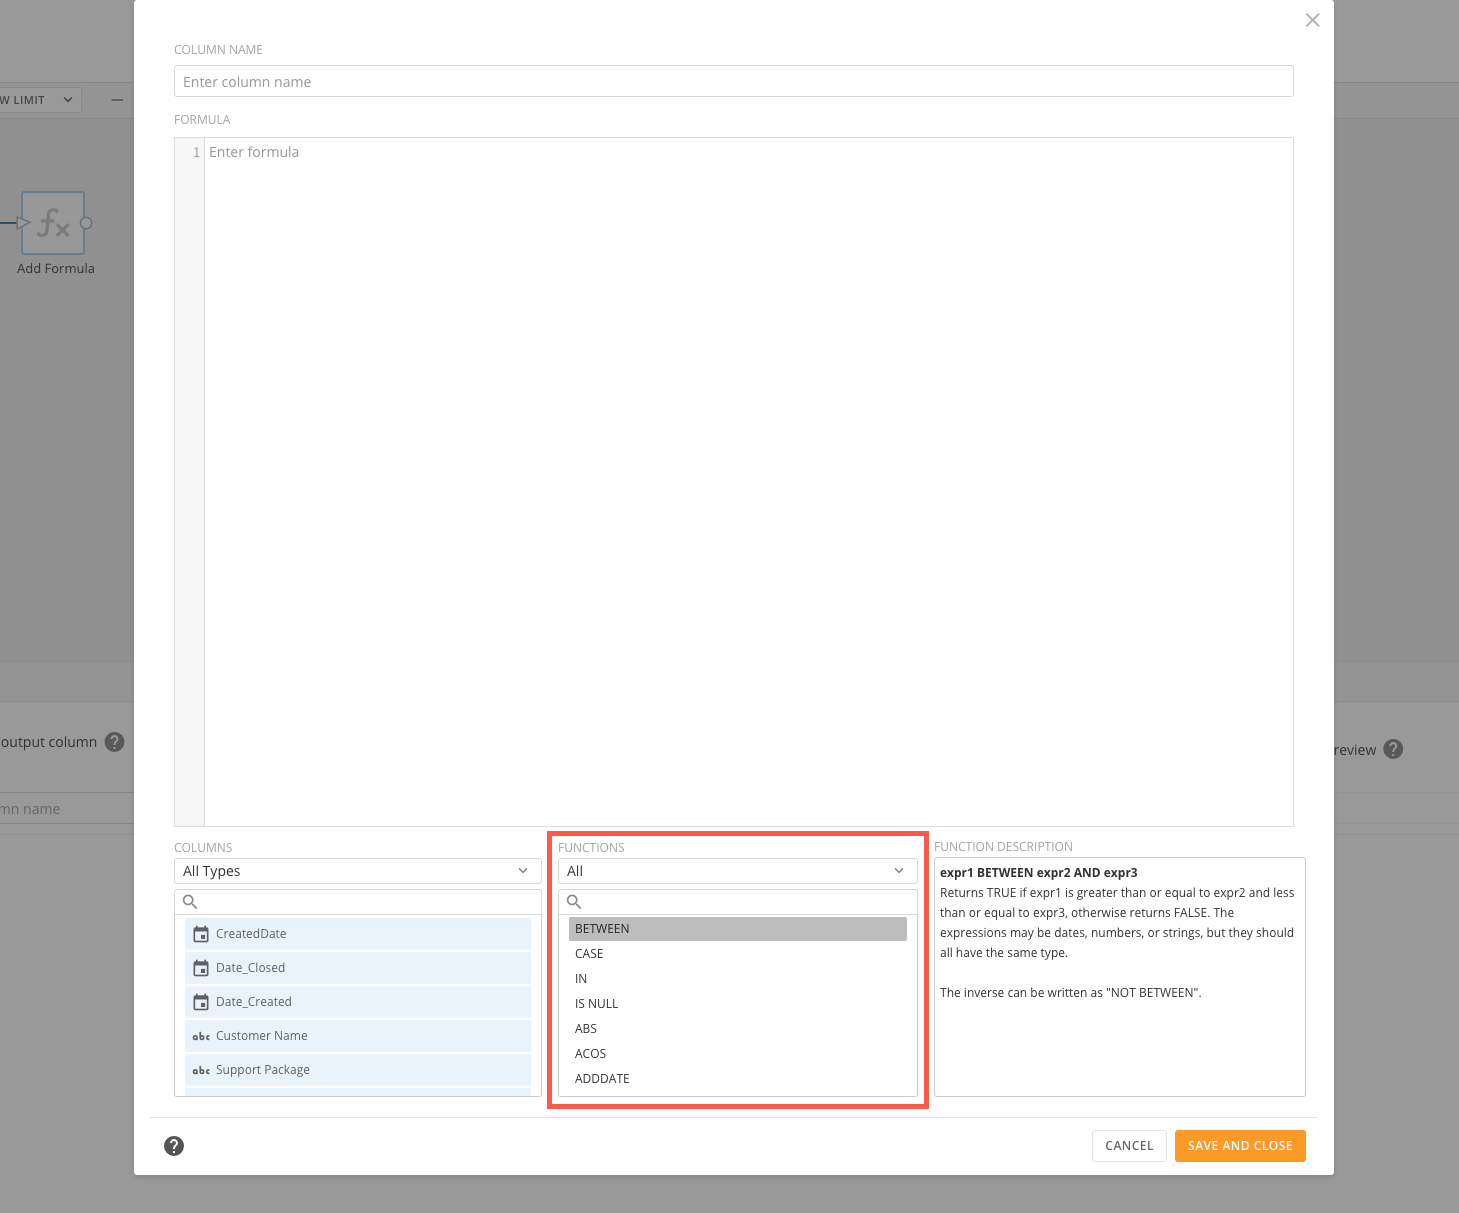 COLUMN NAME
Enter column name
W LIMIT
FORMULA
1 Enter formula
fx
Add Formula
output column ?
review ?
mn name
COLUMNS
All Types
CreatedDate
Date_Closed
Date_Created
abc Customer Name
abc Support Package
FUNCTIONS
All
BETWEEN
CASE
IN
IS NULL
ABS
ACOS
ADDDATE
FUNCTION DESCRIPTION
expr1 BETWEEN expr2 AND expr3
Returns TRUE if expr1 is greater than or equal to expr2 and less
than or equal to expr3, otherwise returns FALSE. The
expressions may be dates, numbers, or strings, but they should
all have the same type.
The inverse can be written as "NOT BETWEEN".
?
CANCEL
SAVE AND CLOSE